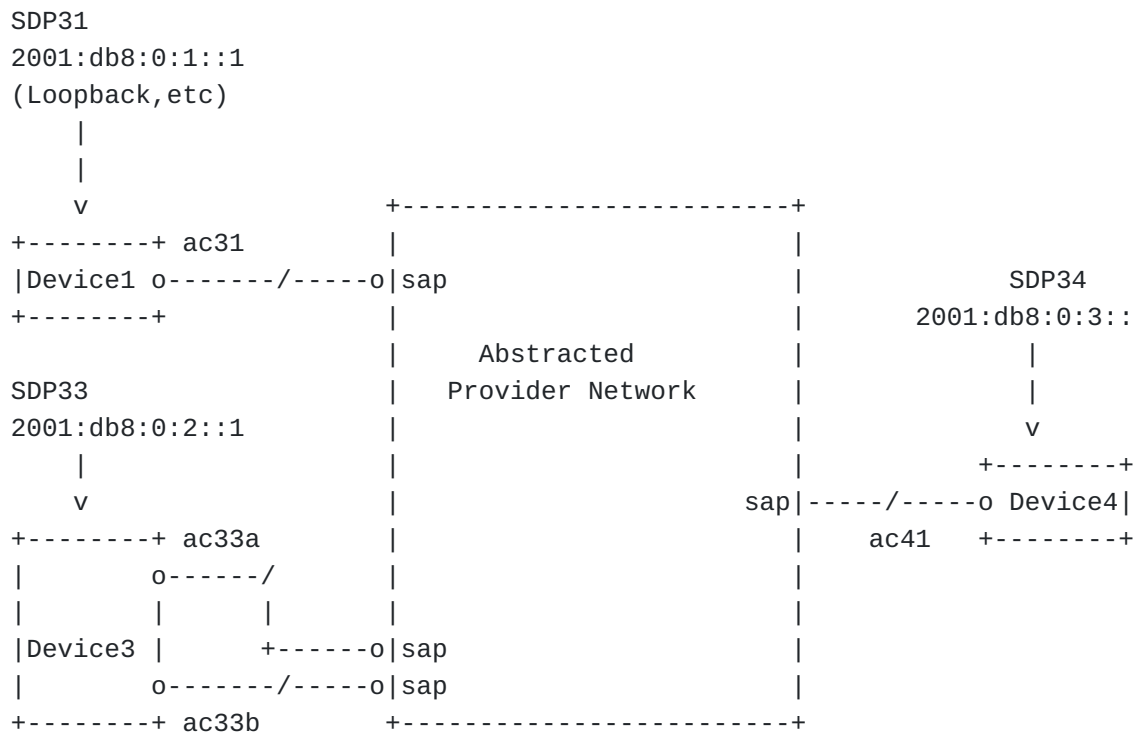 SDP31
2001:db8:0:1::1
(Loopback,etc)
ac31
Device1
sap
SDP34
2001:db8:0:3::
Abstracted
Provider Network
SDP33
2001:db8:0:2::1
sap
Device4
ac33a
ac41
Device3
sap
sap
ac33b